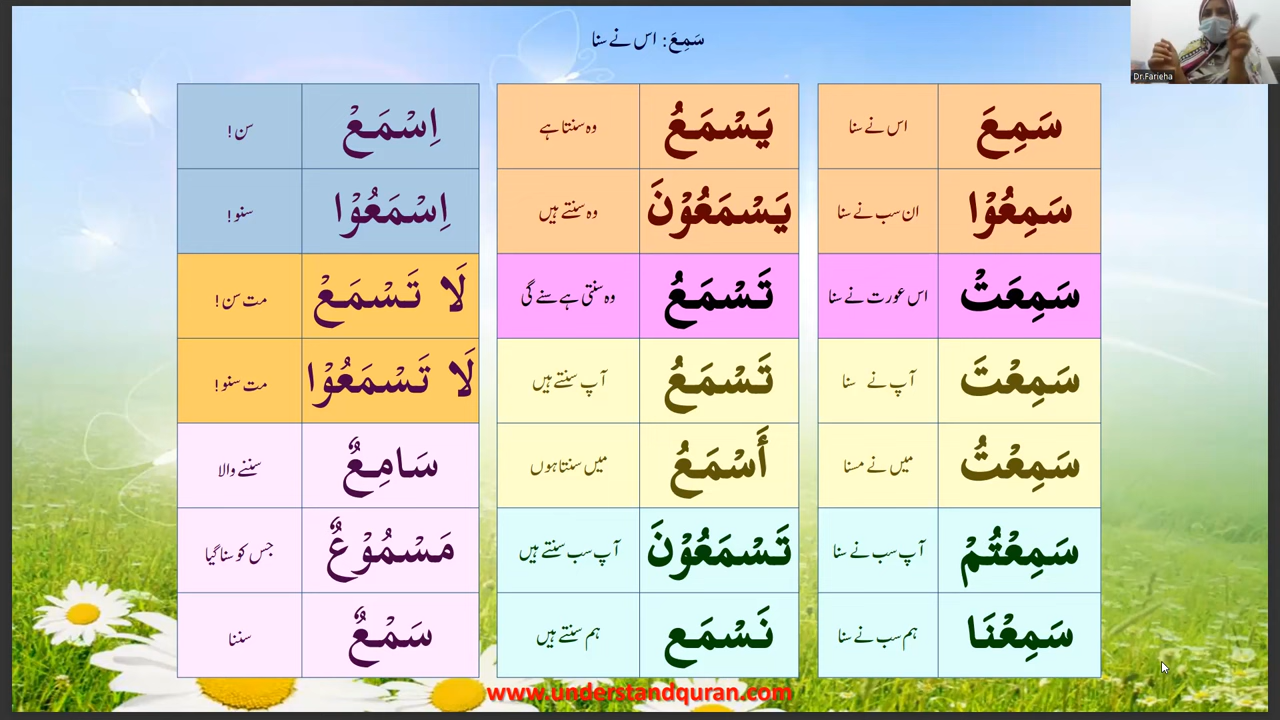 سَمِعَ: اس نے سنا
Dr.Farieha
سَمِعَ اس نے سنا
يَسْمَعُ وہ سنتا ہے
اِسْمَعْ سن!
سَمِعُوْا ان سب نے سنا
يَسْمَعُوْنَ وہ سنتے ہیں
اِسْمَعُوْا سنو!
سَمِعَتْ اس عورت نے سنا
تَسْمَعُ وہ سنتی ہے سنے گی
لَا تَسْمَعْ مت سن!
سَمِعْتَ آپ نے سنا
تَسْمَعُ آپ سنتے ہیں
لَا تَسْمَعُوْا مت سنو!
سَمِعْتُ میں نے مسنا
أَسْمَعُ میں سنتا ہوں
سَامِعٌ سننے والا
سَمِعْتُمْ آپ سب نے سنا
تَسْمَعُوْنَ آپ سب سنتے ہیں
مَسْمُوْعٌ جس کو سنا گیا
سَمِعْنَا ہم سب نے سنا
نَسْمَع ہم سنتے ہیں
سَمْعٌ سننا
www.understandquran.com